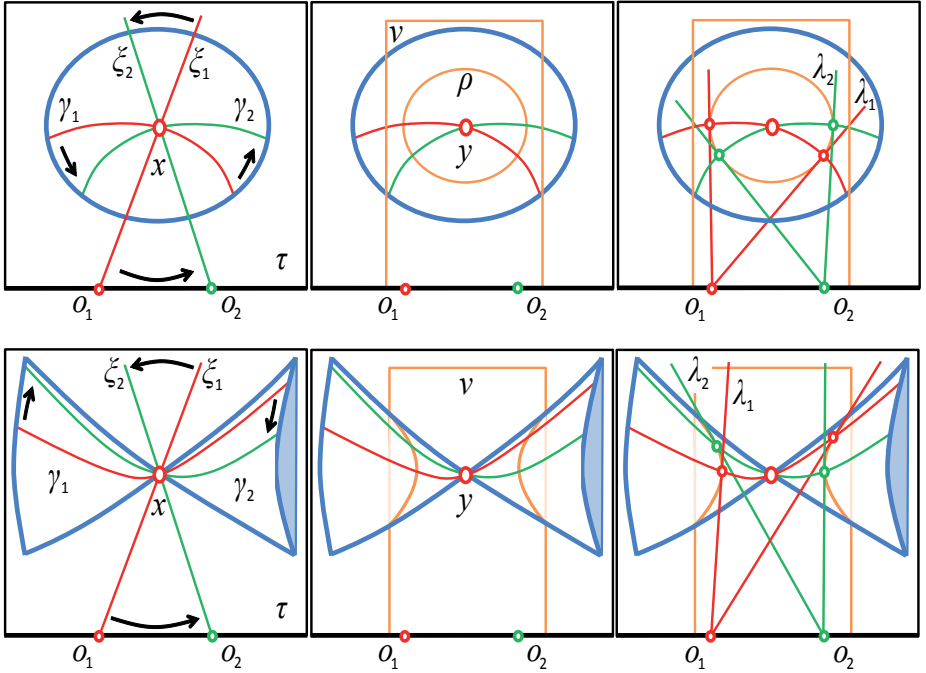 ξ₂ ξ₁
γ₁ γ₂
x
τ
o₁ o₂
v
ρ
y
o₁ o₂
λ₂
λ₁
o₁ o₂
ξ₂ ξ₁
γ₁ γ₂
x
τ
o₁ o₂
v
y
o₁ o₂
λ₂
λ₁
o₁ o₂